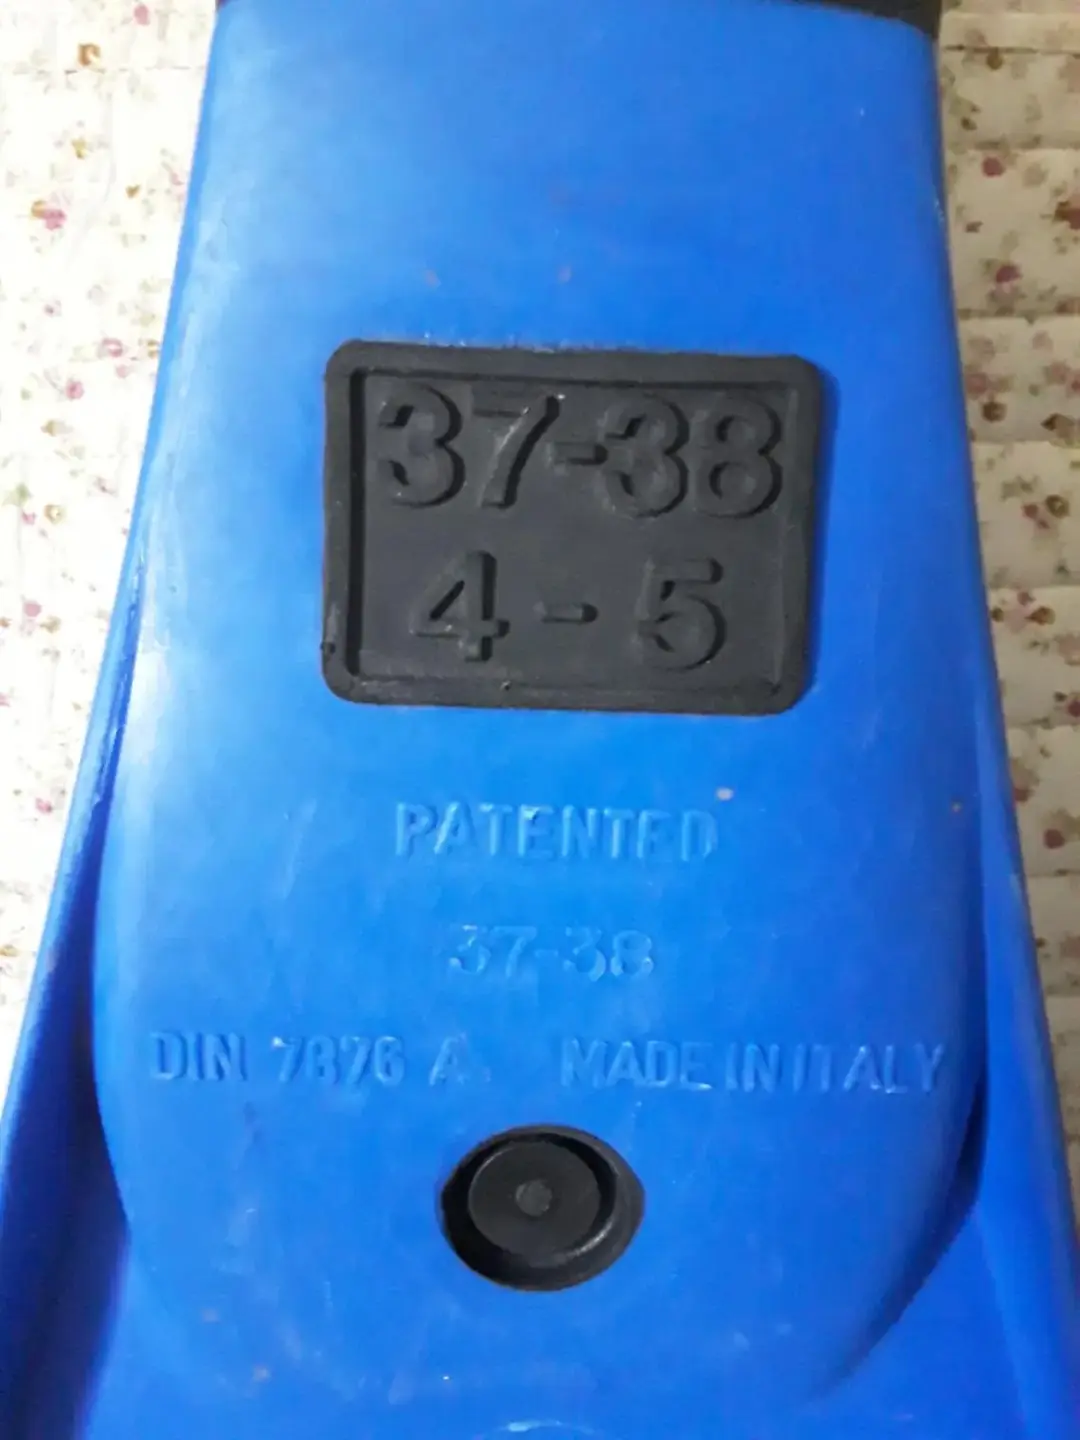 37-38
4 - 5
PATENTED
37-38
DIN 7876 A. MADE IN ITALY